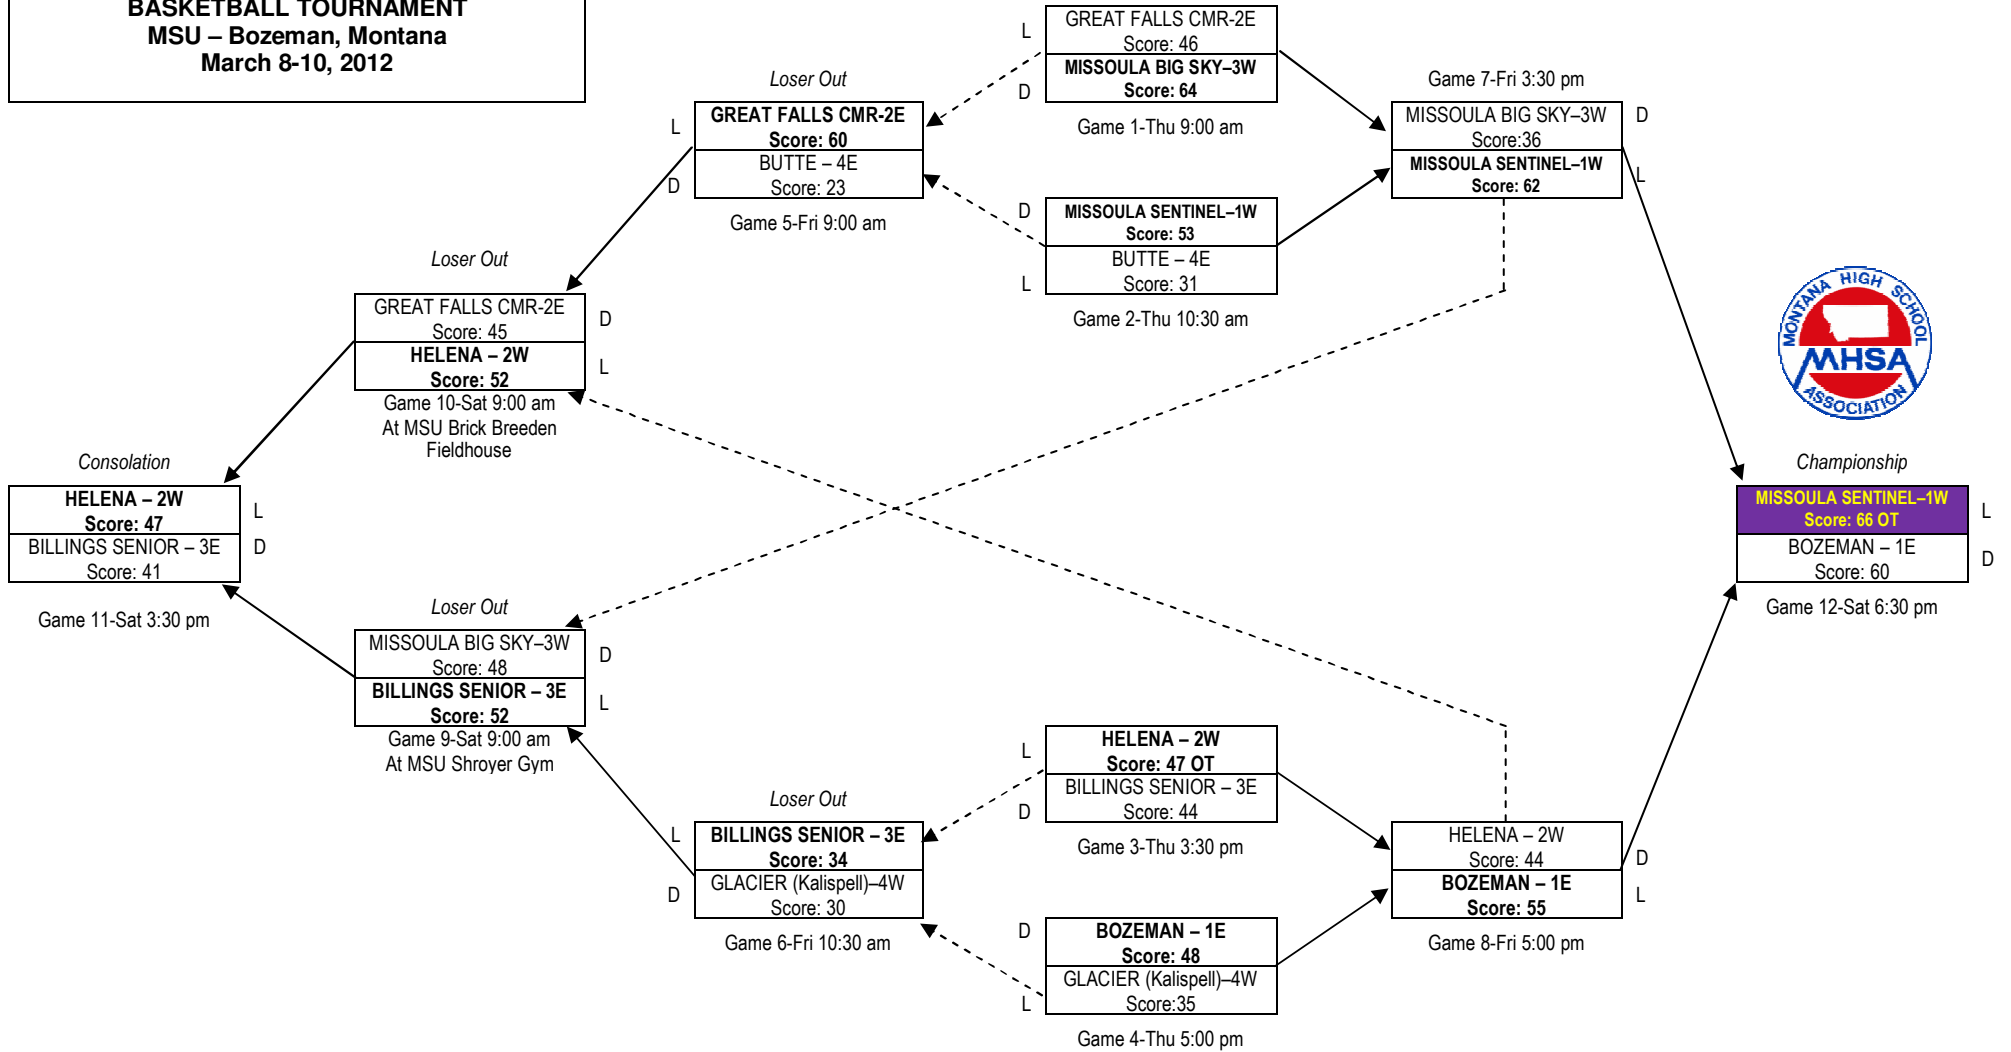 BASKETBALL TOURNAMENT
MSU – Bozeman, Montana
March 8-10, 2012
L
GREAT FALLS CMR-2E
Score: 46
D
MISSOULA BIG SKY–3W
Score: 64
Game 1-Thu 9:00 am
D
MISSOULA SENTINEL–1W
Score: 53
L
BUTTE – 4E
Score: 31
Game 2-Thu 10:30 am
L
HELENA – 2W
Score: 47 OT
D
BILLINGS SENIOR – 3E
Score: 44
Game 3-Thu 3:30 pm
D
BOZEMAN – 1E
Score: 48
L
GLACIER (Kalispell)–4W
Score:35
Game 4-Thu 5:00 pm
Loser Out
L
GREAT FALLS CMR-2E
Score: 60
D
BUTTE – 4E
Score: 23
Game 5-Fri 9:00 am
Loser Out
L
BILLINGS SENIOR – 3E
Score: 34
D
GLACIER (Kalispell)–4W
Score: 30
Game 6-Fri 10:30 am
Game 7-Fri 3:30 pm
MISSOULA BIG SKY–3W
Score:36
D
MISSOULA SENTINEL–1W
Score: 62
L
HELENA – 2W
Score: 44
D
BOZEMAN – 1E
Score: 55
L
Game 8-Fri 5:00 pm
Loser Out
GREAT FALLS CMR-2E
Score: 45
D
HELENA – 2W
Score: 52
L
Game 10-Sat 9:00 am
At MSU Brick Breeden
Fieldhouse
Loser Out
MISSOULA BIG SKY–3W
Score: 48
D
BILLINGS SENIOR – 3E
Score: 52
L
Game 9-Sat 9:00 am
At MSU Shroyer Gym
Consolation
HELENA – 2W
Score: 47
L
BILLINGS SENIOR – 3E
Score: 41
D
Game 11-Sat 3:30 pm
MONTANA HIGH SCHOOL
MHSA
ASSOCIATION
Championship
MISSOULA SENTINEL–1W
Score: 66 OT
L
BOZEMAN – 1E
Score: 60
D
Game 12-Sat 6:30 pm